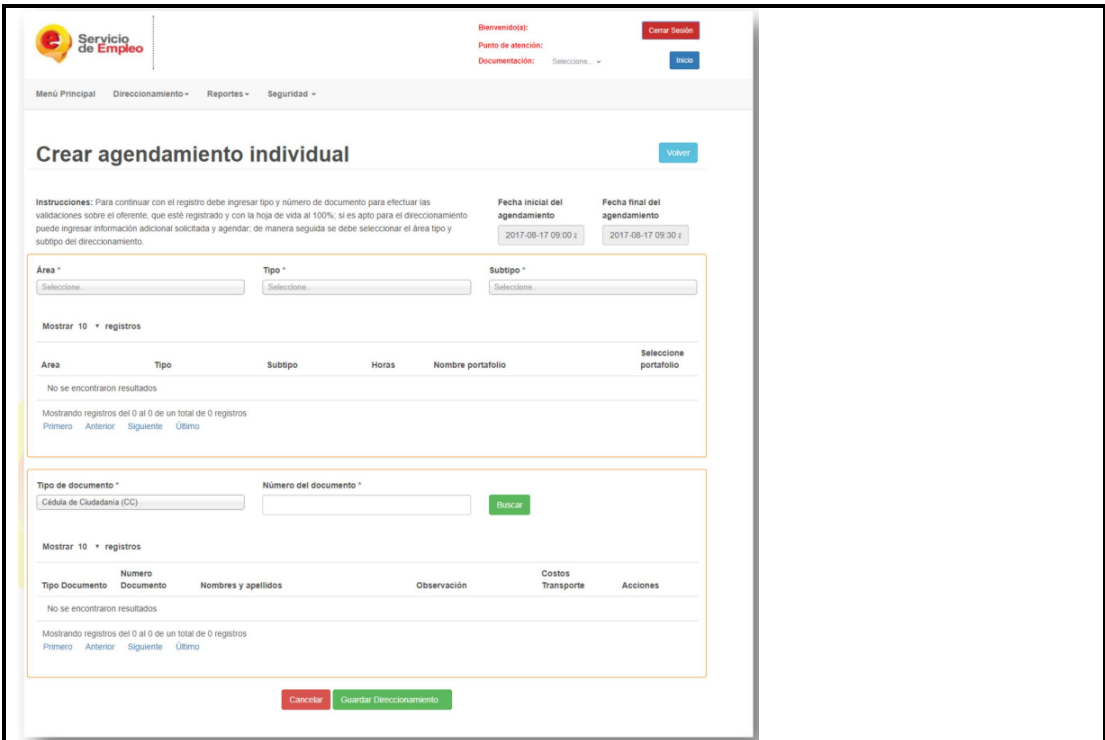 Servicio
de Empleo
Bienvenido(a):
Cerrar Sesión
Punto de atención:
Documentación: Seleccione...
Inicio
Menú Principal Direccionamiento Reportes Seguridad
Crear agendamiento individual
Volver
Instrucciones: Para continuar con el registro debe ingresar tipo y número de documento para efectuar las
validaciones sobre el oferente, que esté registrado y con la hoja de vida al 100%; si es apto para el direccionamiento
puede ingresar información adicional solicitada y agendar; de manera seguida se debe seleccionar el área tipo y
subtipo del direccionamiento.
Fecha inicial del
agendamiento
2017-08-17 09:00
Fecha final del
agendamiento
2017-08-17 09:30
Área * Tipo * Subtipo *
Seleccione.. Seleccione.. Seleccione..
Mostrar 10 registros
Area Tipo Subtipo Horas Nombre portafolio Seleccione
portafolio
No se encontraron resultados
Mostrando registros del 0 al 0 de un total de 0 registros
Primero Anterior Siguiente Último
Tipo de documento * Número del documento *
Cédula de Ciudadanía (CC)
Buscar
Mostrar 10 registros
Tipo Documento Numero
Documento Nombres y apellidos Observación Costos
Transporte Acciones
No se encontraron resultados
Mostrando registros del 0 al 0 de un total de 0 registros
Primero Anterior Siguiente Último
Cancelar Guardar Direccionamiento